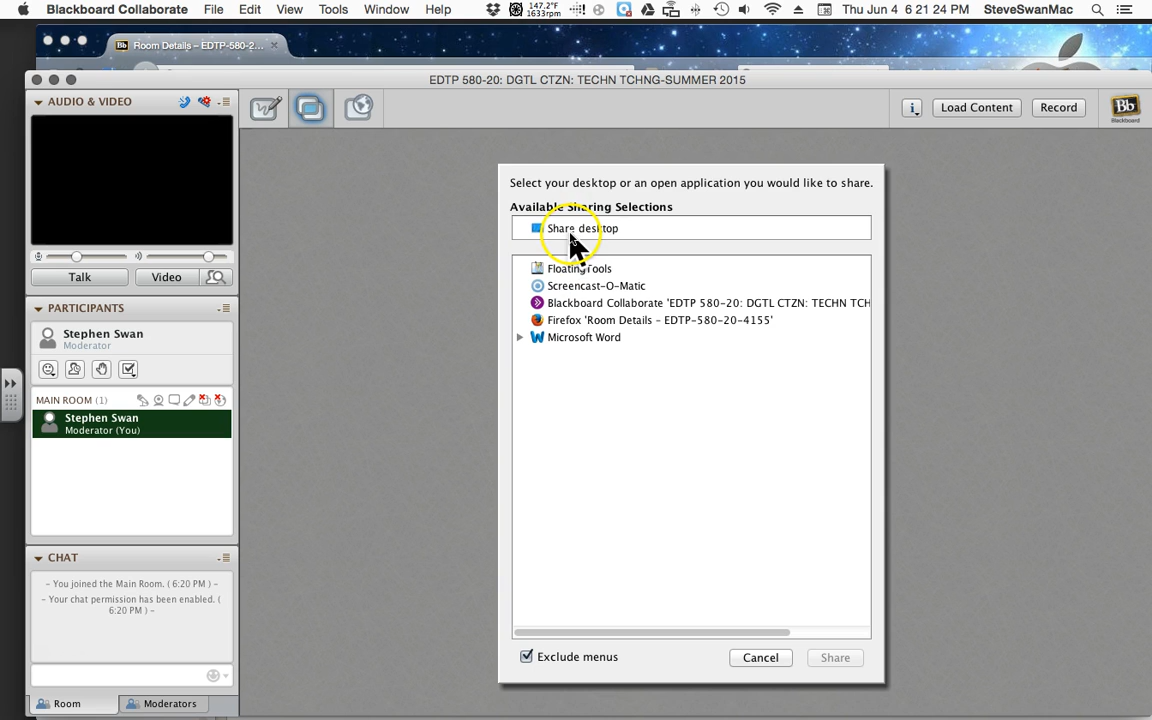 Blackboard Collaborate File Edit View Tools Window Help 147.2°F 1633rpm Thu Jun 4 6 21 24 PM SteveSwanMac
Bb Room Details – EDTP-580-2...
EDTP 580-20: DGTL CTZN: TECHN TCHNG-SUMMER 2015
AUDIO & VIDEO
i Load Content Record Bb
Blackboard
Select your desktop or an open application you would like to share.
Available Sharing Selections
Share desktop
FloatingTools
Screencast-O-Matic
Blackboard Collaborate 'EDTP 580-20: DGTL CTZN: TECHN TCH
Firefox 'Room Details – EDTP-580-20-4155'
Microsoft Word
Exclude menus Cancel Share
Talk Video
PARTICIPANTS
Stephen Swan
Moderator
MAIN ROOM (1)
Stephen Swan
Moderator (You)
CHAT
– You joined the Main Room. ( 6:20 PM ) –
– Your chat permission has been enabled. (
6:20 PM ) –
Room Moderators